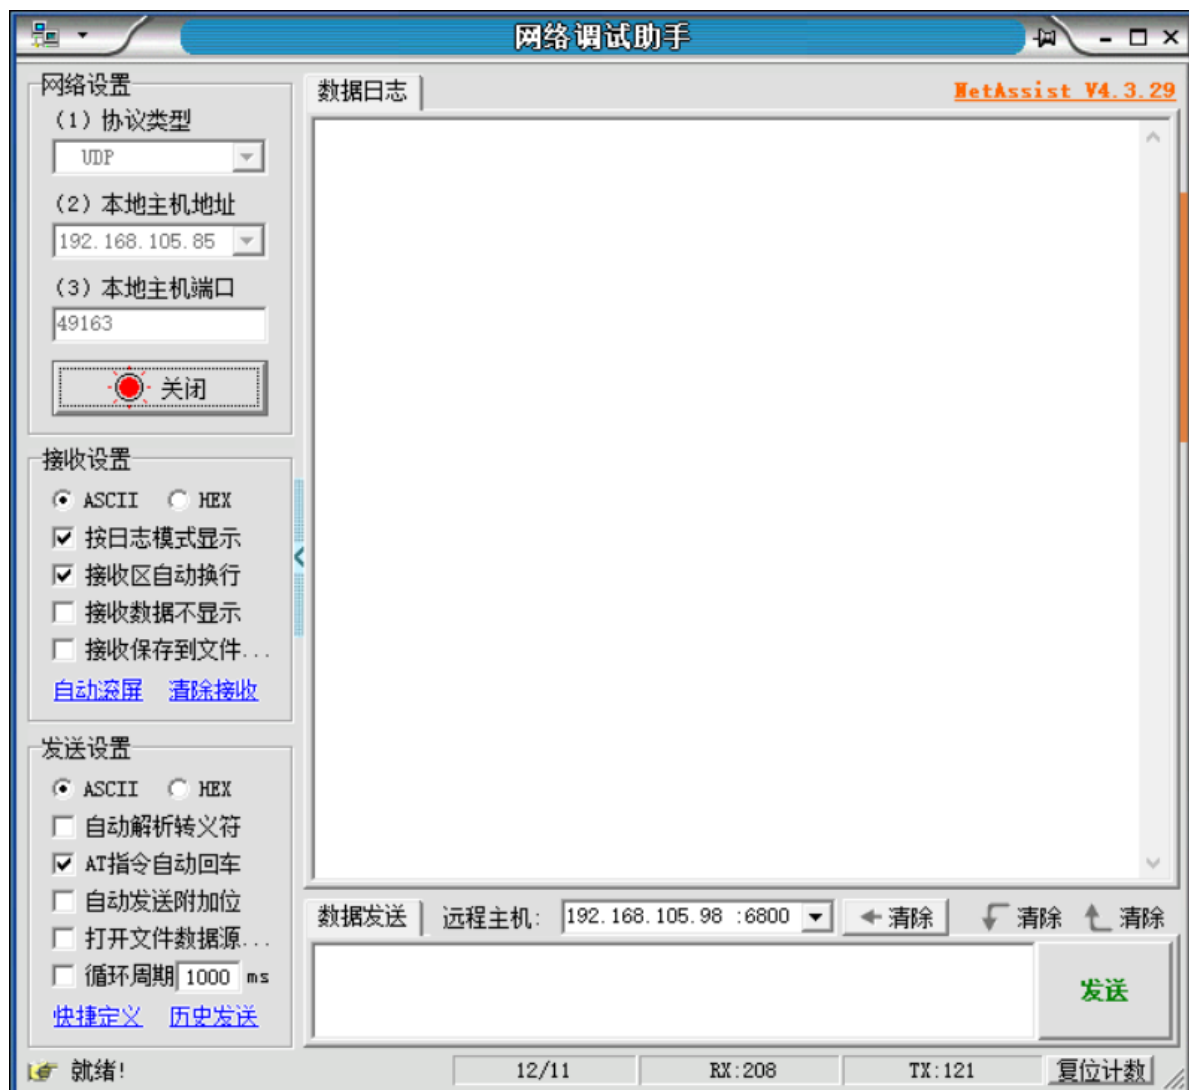 网络调试助手
网络设置
(1) 协议类型
UDP
(2) 本地主机地址
192.168.105.85
(3) 本地主机端口
49163
关闭
接收设置
ASCII HEX
按日志模式显示
接收区自动换行
接收数据不显示
接收保存到文件...
自动滚屏 清除接收
发送设置
ASCII HEX
自动解析转义符
AT指令自动回车
自动发送附加位
打开文件数据源...
循环周期 1000 ms
快捷定义 历史发送
数据日志 NetAssist V4.3.29
数据发送 远程主机: 192.168.105.98 :6800 清除 清除 清除
发送
就绪! 12/11 RX:208 TX:121 复位计数